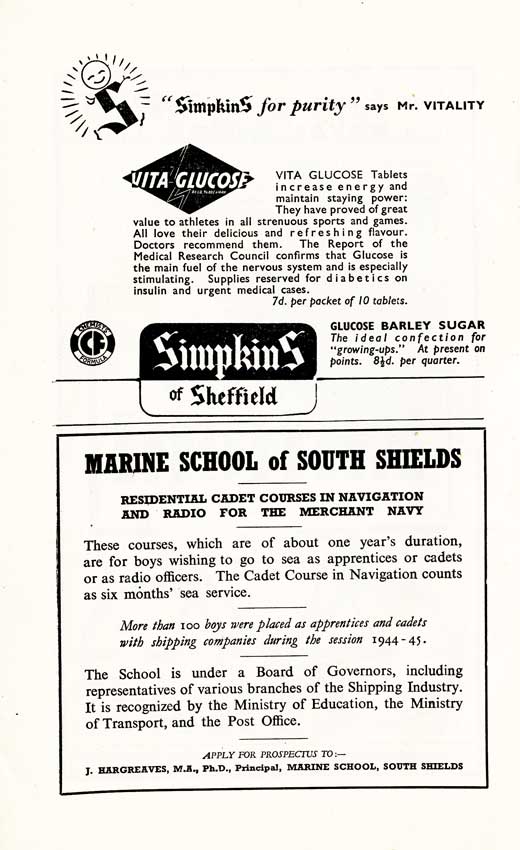 "SimpkinS for purity" says Mr. VITALITY
VITA GLUCOSE
VITA GLUCOSE Tablets
increase energy and
maintain staying power:
They have proved of great
value to athletes in all strenuous sports and games.
All love their delicious and refreshing flavour.
Doctors recommend them. The Report of the
Medical Research Council confirms that Glucose is
the main fuel of the nervous system and is especially
stimulating. Supplies reserved for diabetics on
insulin and urgent medical cases.
7d. per packet of 10 tablets.
CHEMISTS
CF
FORMULA
SimpkinS
of Sheffield
GLUCOSE BARLEY SUGAR
The ideal confection for
"growing-ups." At present on
points. 8½d. per quarter.
MARINE SCHOOL of SOUTH SHIELDS
RESIDENTIAL CADET COURSES IN NAVIGATION
AND RADIO FOR THE MERCHANT NAVY
These courses, which are of about one year's duration,
are for boys wishing to go to sea as apprentices or cadets
or as radio officers. The Cadet Course in Navigation counts
as six months' sea service.
More than 100 boys were placed as apprentices and cadets
with shipping companies during the session 1944-45.
The School is under a Board of Governors, including
representatives of various branches of the Shipping Industry.
It is recognized by the Ministry of Education, the Ministry
of Transport, and the Post Office.
APPLY FOR PROSPECTUS TO:—
J. HARGREAVES, M.A., Ph.D., Principal, MARINE SCHOOL, SOUTH SHIELDS